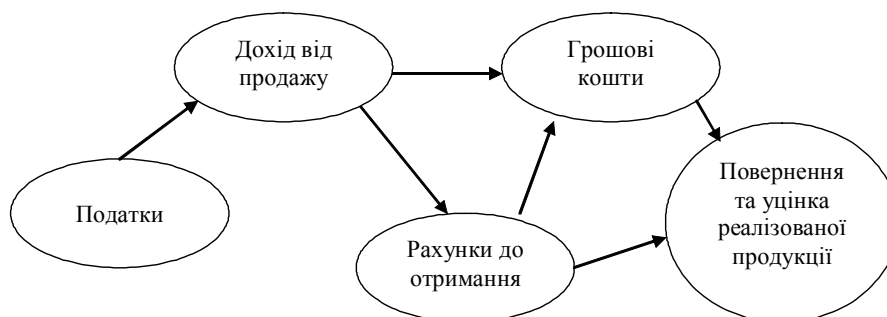 Дохід від
продажу
Грошові
кошти
Податки
Рахунки до
отримання
Повернення
та уцінка
реалізованої
продукції